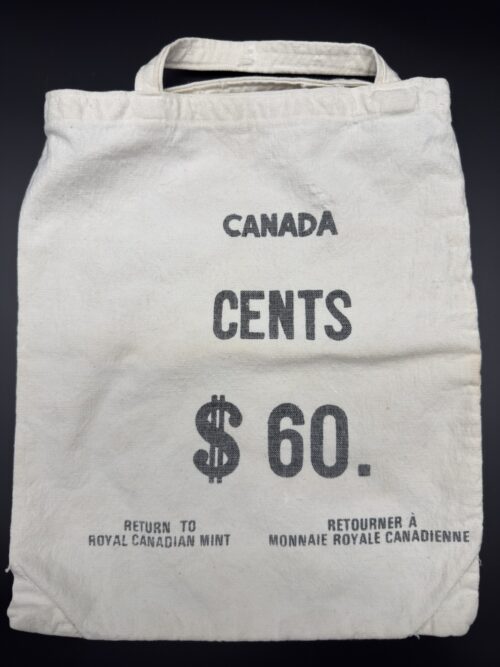 CANADA
CENTS
$ 60.
RETURN TO
ROYAL CANADIAN MINT
RETOURNER À
MONNAIE ROYALE CANADIENNE